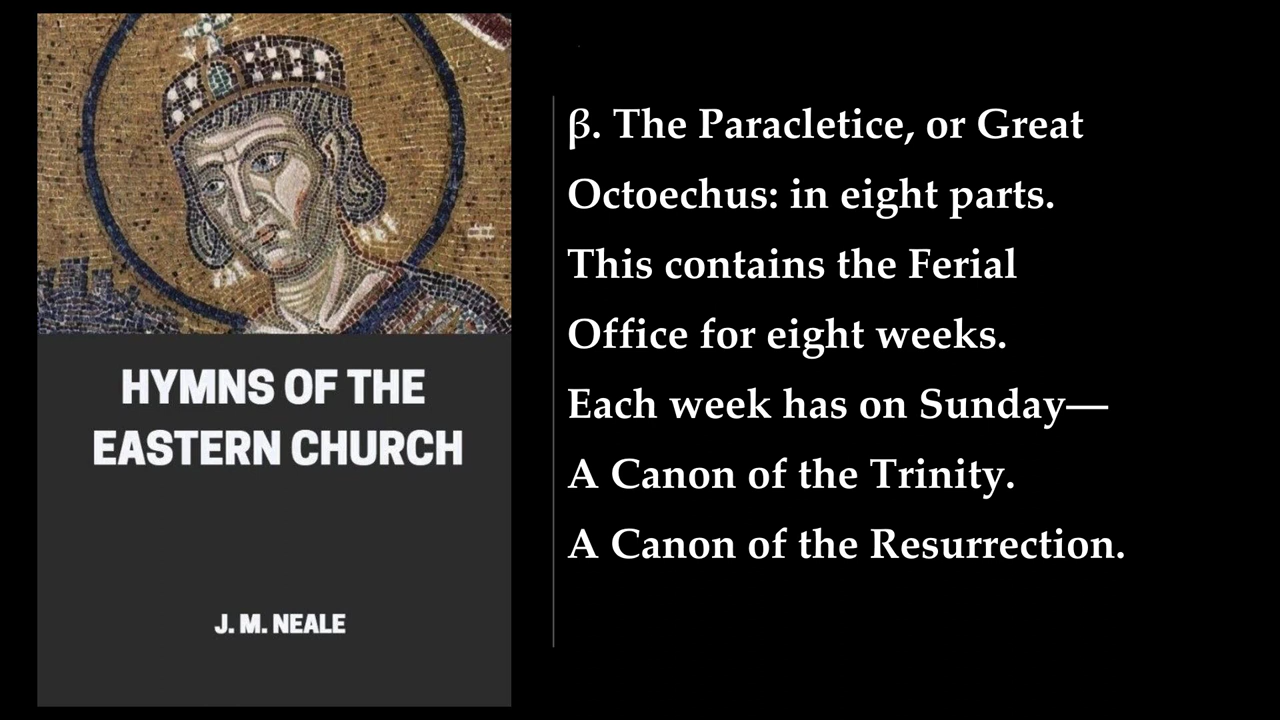 HYMNS OF THE
EASTERN CHURCH
J. M. NEALE
β. The Paracletice, or Great
Octoechus: in eight parts.
This contains the Ferial
Office for eight weeks.
Each week has on Sunday—
A Canon of the Trinity.
A Canon of the Resurrection.